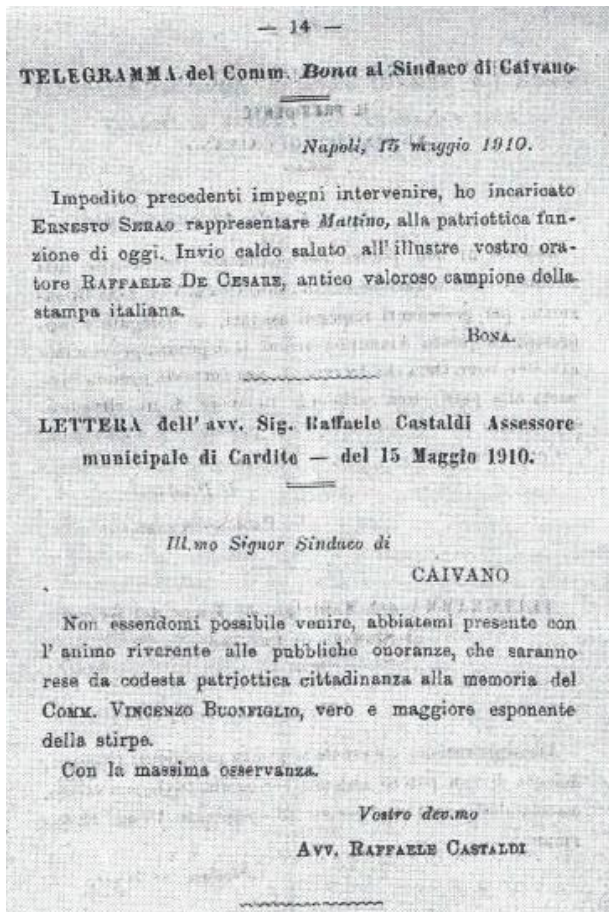 — 14 —
TELEGRAMMA del Comm. Bona al Sindaco di Caivano
Napoli, 15 maggio 1910.
Impedito precedenti impegni intervenire, ho incaricato
ERNESTO SERAO rappresentare Mattino, alla patriottica fun-
zione di oggi. Invio caldo saluto all'illustre vostro ora-
tore RAFFAELE DE CESARE, antico valoroso campione della
stampa italiana.
BONA.
LETTERA dell'avv. Sig. Raffaele Castaldi Assessore
municipale di Cardito — del 15 Maggio 1910.
Ill.mo Signor Sindaco di
CAIVANO
Non essendomi possibile venire, abbiatemi presente con
l'animo riverente alle pubbliche onoranze, che saranno
rese da codesta patriottica cittadinanza alla memoria del
COMM. VINCENZO BUONFIGLIO, vero e maggiore esponente
della stirpe.
Con la massima osservanza.
Vostro dev.mo
AVV. RAFFAELE CASTALDI